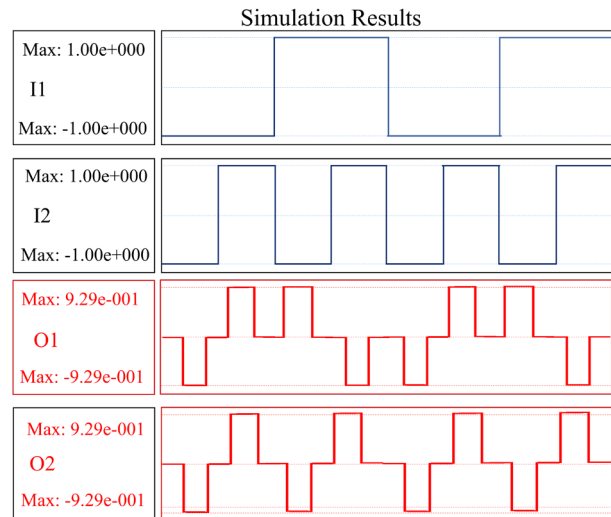 Simulation Results
Max: 1.00e+000
I1
Max: -1.00e+000
Max: 1.00e+000
I2
Max: -1.00e+000
Max: 9.29e-001
O1
Max: -9.29e-001
Max: 9.29e-001
O2
Max: -9.29e-001